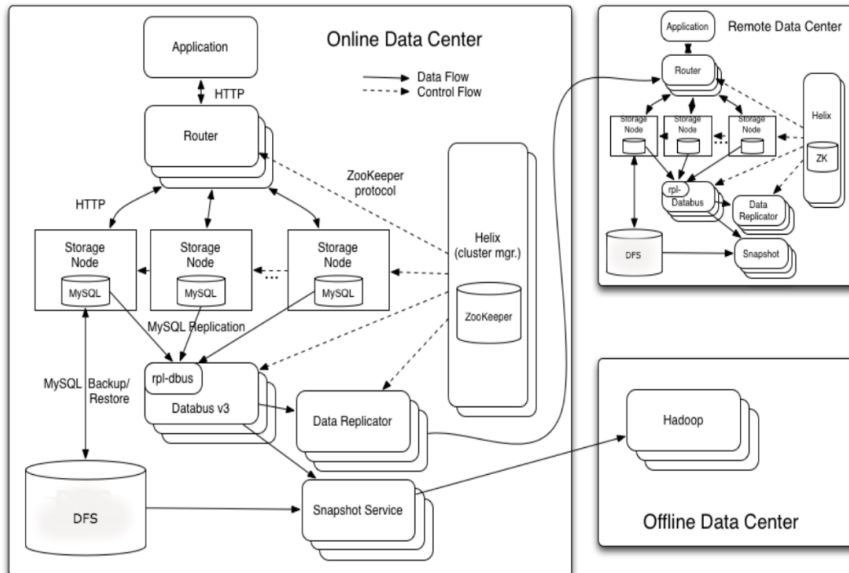 Online Data Center
Application
Data Flow
Control Flow
HTTP
Router
ZooKeeper
protocol
HTTP
Storage
Node
MySQL
Storage
Node
MySQL
...
Storage
Node
MySQL
Helix
(cluster mgr.)
ZooKeeper
MySQL Replication
rpl-dbus
Databus v3
MySQL Backup/
Restore
Data Replicator
DFS
Snapshot Service
Remote Data Center
Application
Router
Storage
Node
Storage
Node
...
Storage
Node
Helix
ZK
rpl-
Databus
Data
Replicator
DFS
Snapshot
Hadoop
Offline Data Center